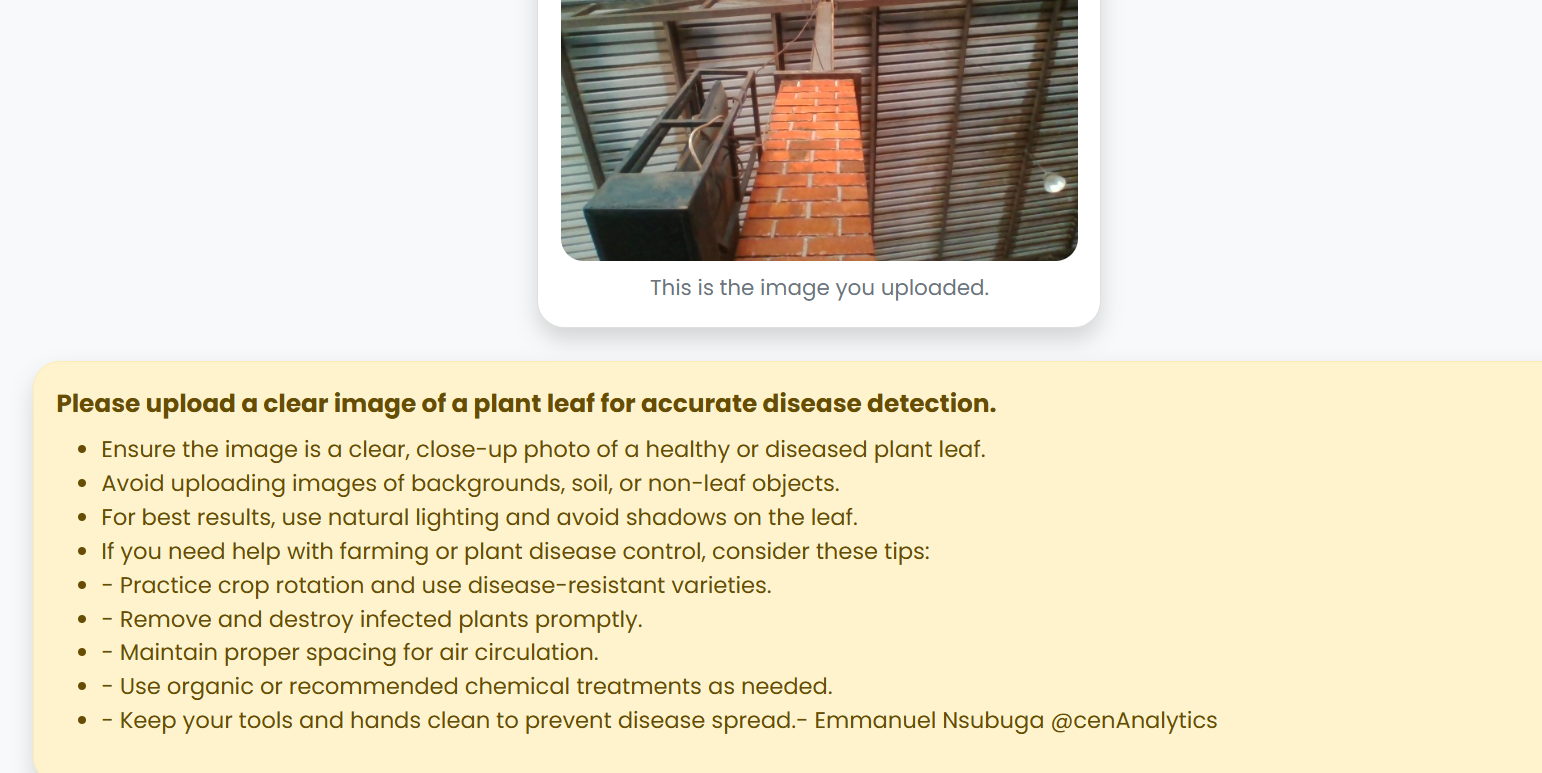 This is the image you uploaded.
Please upload a clear image of a plant leaf for accurate disease detection.
Ensure the image is a clear, close-up photo of a healthy or diseased plant leaf.
Avoid uploading images of backgrounds, soil, or non-leaf objects.
For best results, use natural lighting and avoid shadows on the leaf.
If you need help with farming or plant disease control, consider these tips:
- Practice crop rotation and use disease-resistant varieties.
- Remove and destroy infected plants promptly.
- Maintain proper spacing for air circulation.
- Use organic or recommended chemical treatments as needed.
- Keep your tools and hands clean to prevent disease spread.- Emmanuel Nsubuga @cenAnalytics